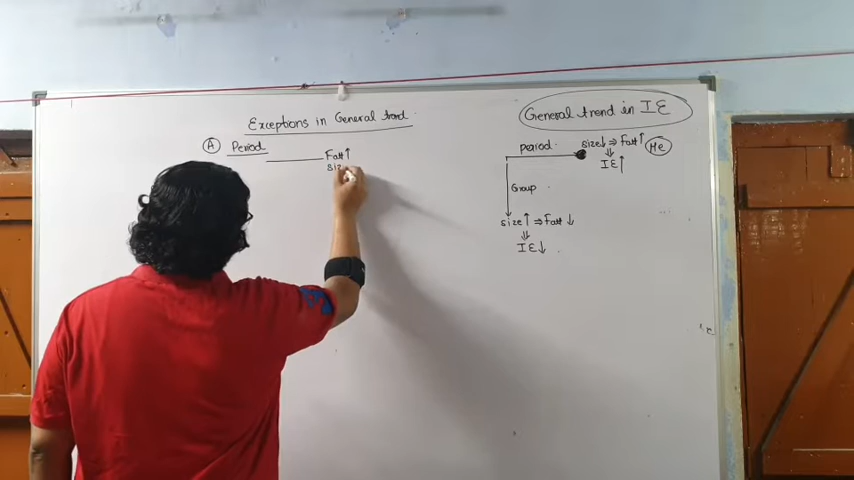 Exceptions in General trend
A Period
Fatt↑
Si
General trend in IE
period size↓ ⇒ Fatt↑ He
⇓
IE↑
Group
size↑ ⇒ Fatt↓
⇓
IE↓